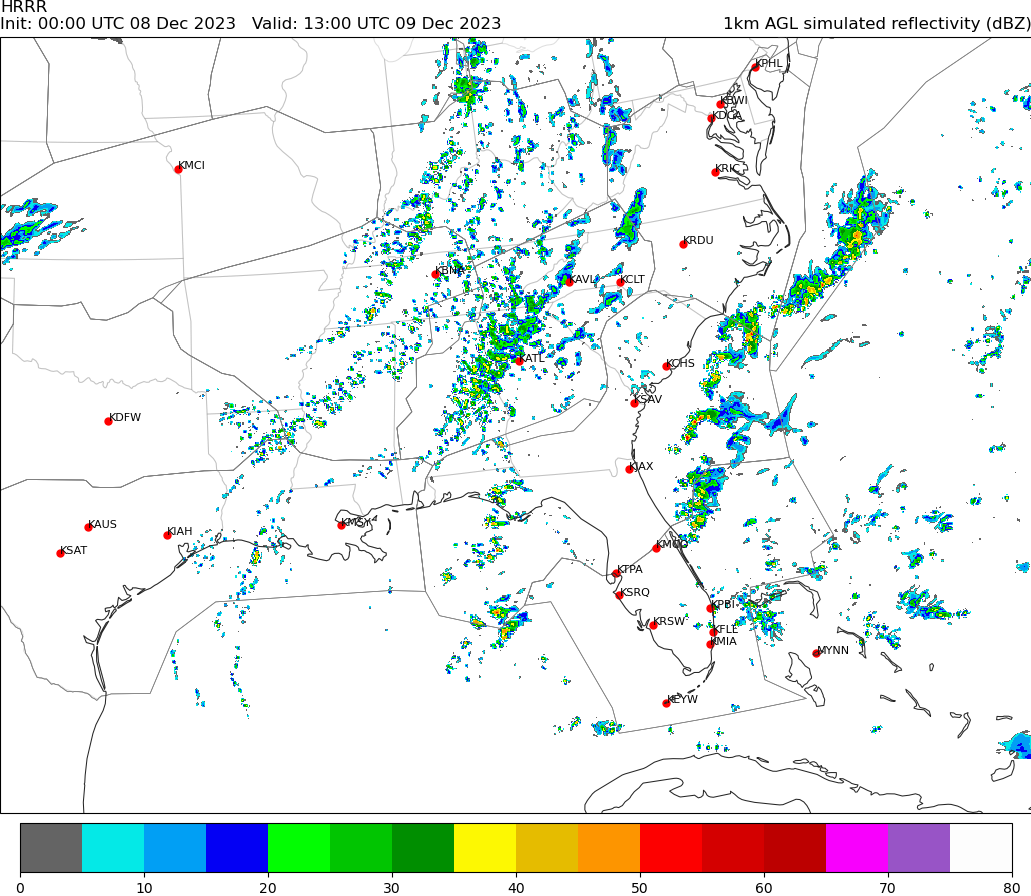 HRRR
Init: 00:00 UTC 08 Dec 2023   Valid: 13:00 UTC 09 Dec 2023   1km AGL simulated reflectivity (dBZ)
KPHL
KBWI
KDCA
KMCI
KRIC
KRDU
KBNA
KAVL
KCLT
KATL
KCHS
KSAV
KDFW
KJAX
KAUS
KMSY
KIAH
KSAT
KMCO
KTPA
KSRQ
KPBI
KRSW
KFLL
KMIA
MYNN
KEYW
0 10 20 30 40 50 60 70 80